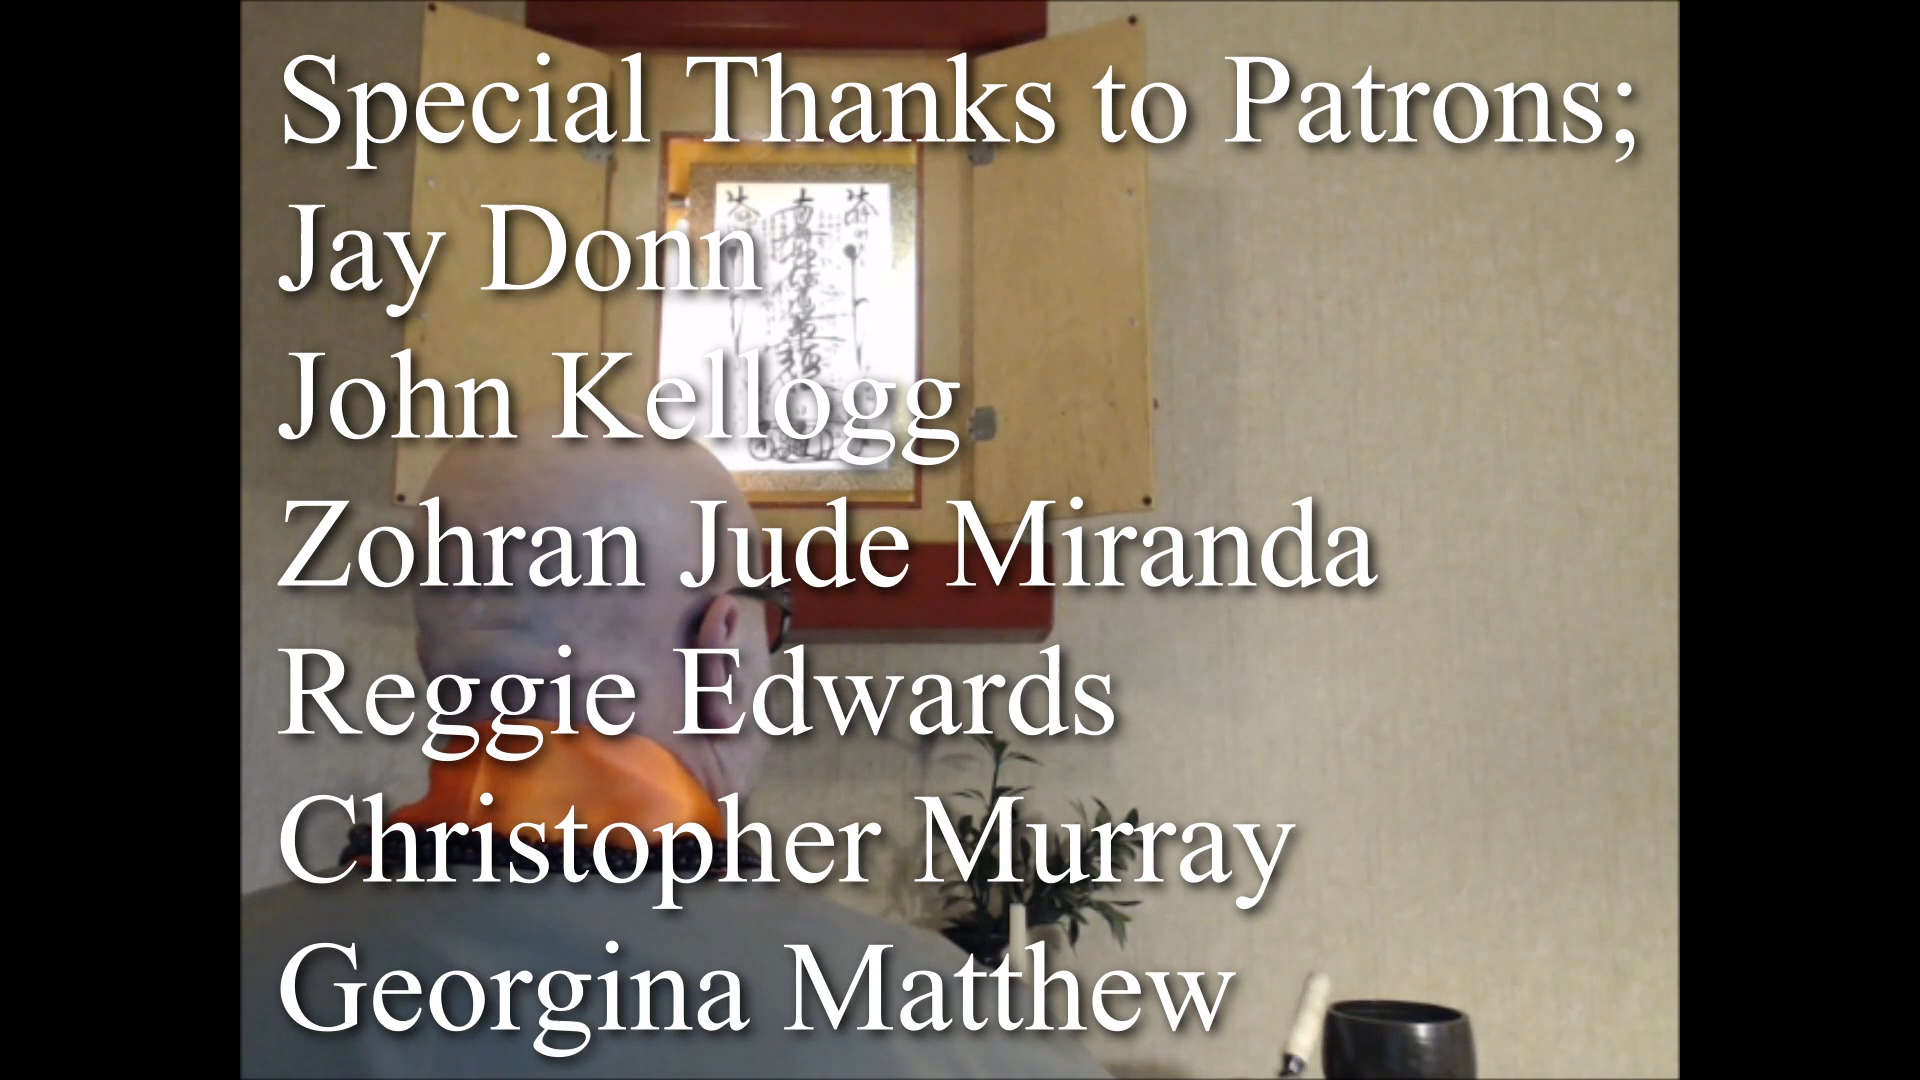 Special Thanks to Patrons;
Jay Donn
John Kellogg
Zohran Jude Miranda
Reggie Edwards
Christopher Murray
Georgina Matthew